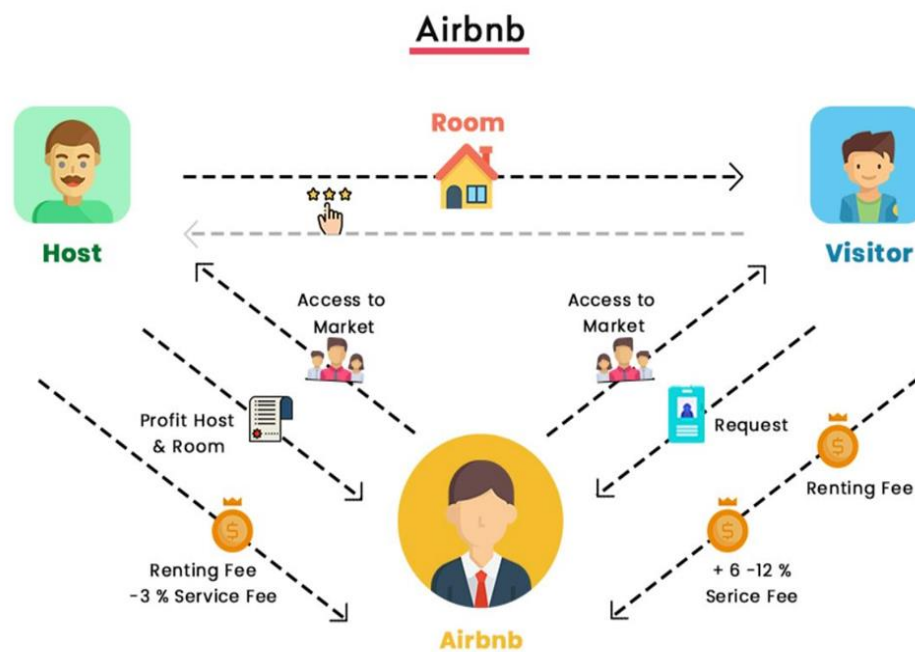 Airbnb
Room
Host
Visitor
Access to
Market
Access to
Market
Profit Host
& Room
Request
Renting Fee
Renting Fee
-3 % Service Fee
+ 6 -12 %
Serice Fee
Airbnb